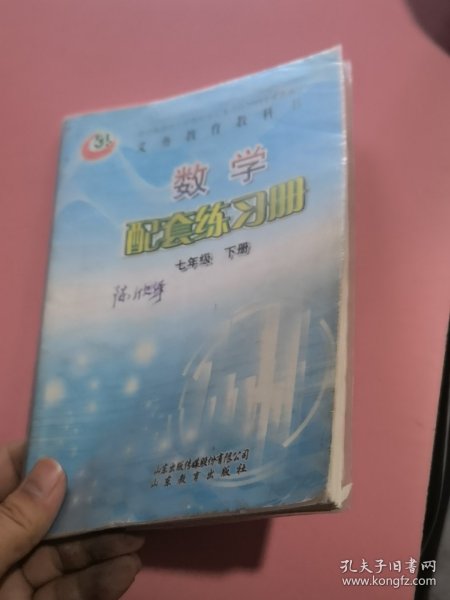 义务教育教科书
数学
配套练习册
七年级 下册
山东出版传媒股份有限公司
山东教育出版社
孔夫子旧书网
www.kongfz.com